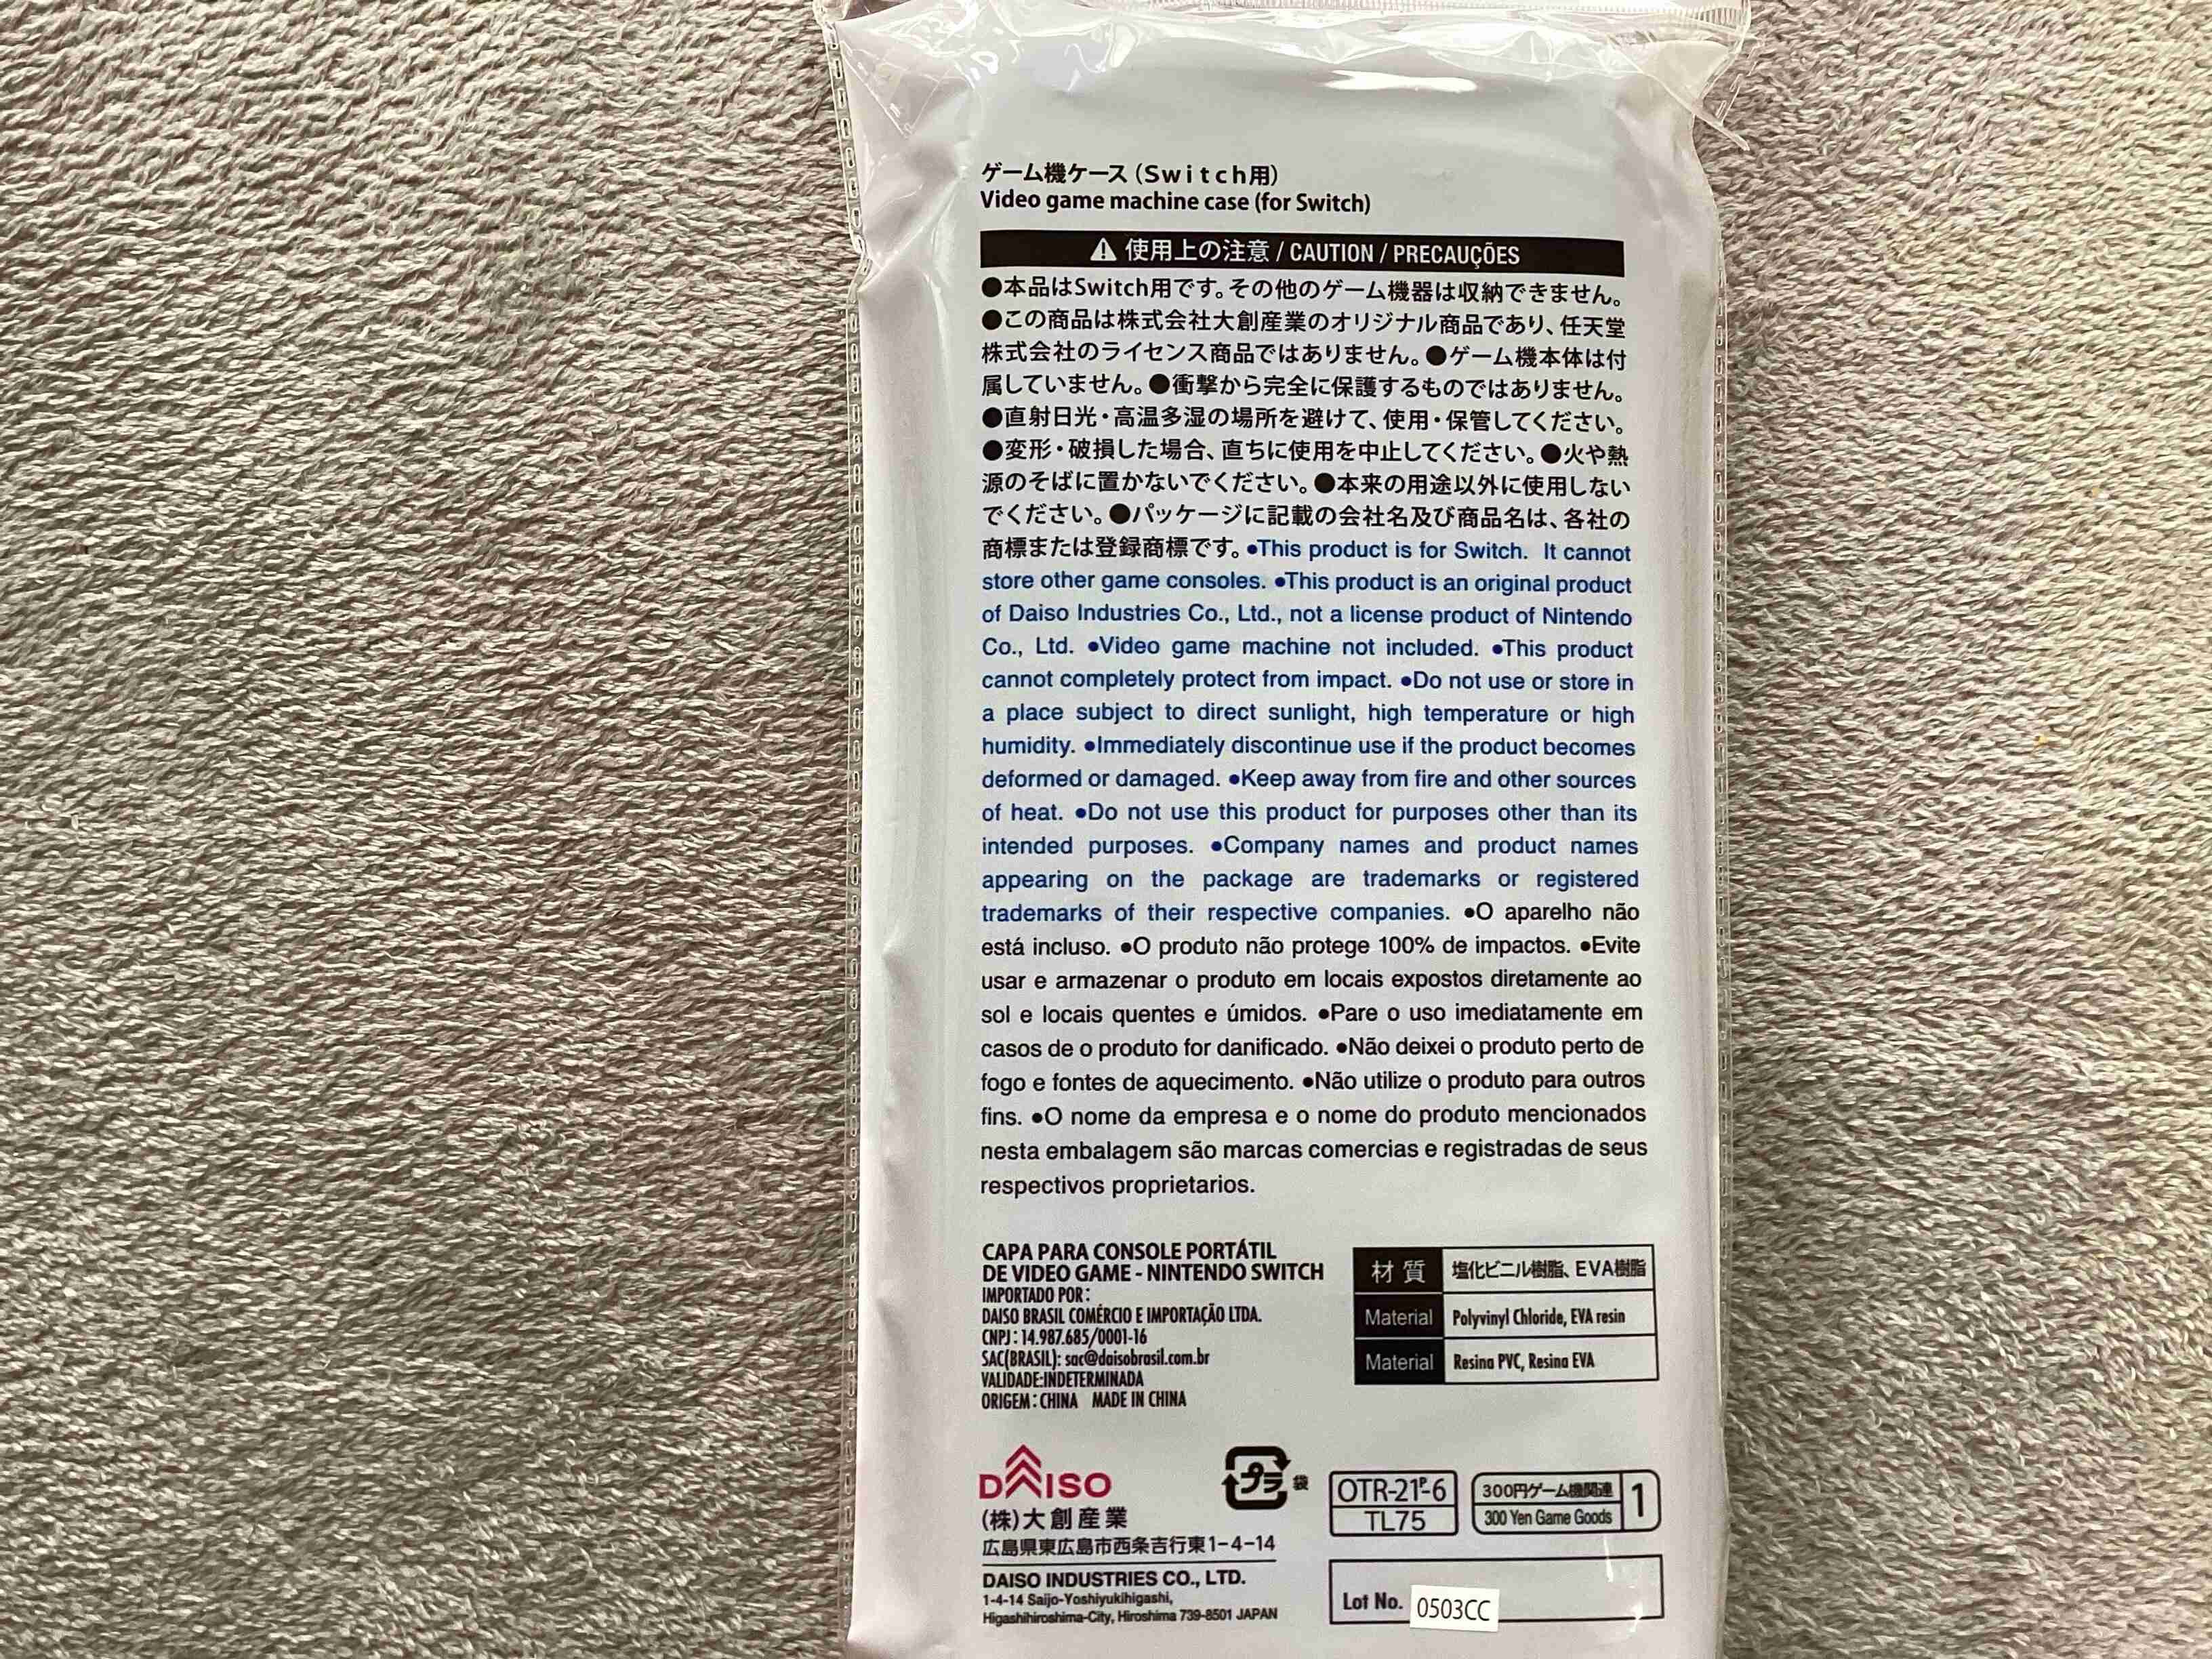 ゲーム機ケース（Switch用）
Video game machine case (for Switch)
使用上の注意 / CAUTION / PRECAUÇÕES
●本品はSwitch用です。その他のゲーム機器は収納できません。
●この商品は株式会社大創産業のオリジナル商品であり、任天堂
株式会社のライセンス商品ではありません。●ゲーム機本体は付
属していません。●衝撃から完全に保護するものではありません。
●直射日光・高温多湿の場所を避けて、使用・保管してください。
●変形・破損した場合、直ちに使用を中止してください。●火や熱
源のそばに置かないでください。●本来の用途以外に使用しない
でください。●パッケージに記載の会社名及び商品名は、各社の
商標または登録商標です。●This product is for Switch. It cannot
store other game consoles. ●This product is an original product
of Daiso Industries Co., Ltd., not a license product of Nintendo
Co., Ltd. ●Video game machine not included. ●This product
cannot completely protect from impact. ●Do not use or store in
a place subject to direct sunlight, high temperature or high
humidity. ●Immediately discontinue use if the product becomes
deformed or damaged. ●Keep away from fire and other sources
of heat. ●Do not use this product for purposes other than its
intended purposes. ●Company names and product names
appearing on the package are trademarks or registered
trademarks of their respective companies. ●O aparelho não
está incluso. ●O produto não protege 100% de impactos. ●Evite
usar e armazenar o produto em locais expostos diretamente ao
sol e locais quentes e úmidos. ●Pare o uso imediatamente em
casos de o produto for danificado. ●Não deixei o produto perto de
fogo e fontes de aquecimento. ●Não utilize o produto para outros
fins. ●O nome da empresa e o nome do produto mencionados
nesta embalagem são marcas comercias e registradas de seus
respectivos proprietarios.
CAPA PARA CONSOLE PORTÁTIL
DE VIDEO GAME - NINTENDO SWITCH
IMPORTADO POR:
DAISO BRASIL COMÉRCIO E IMPORTAÇÃO LTDA.
CNPJ: 14.987.685/0001-16
SAC(BRASIL): sac@daisobrasil.com.br
VALIDADE:INDETERMINADA
ORIGEM: CHINA MADE IN CHINA
材質 塩化ビニル樹脂、EVA樹脂
Material Polyvinyl Chloride, EVA resin
Material Resina PVC, Resina EVA
DAISO
(株)大創産業
広島県東広島市西条吉行東1-4-14
DAISO INDUSTRIES CO., LTD.
1-4-14 Saijo-Yoshiyukihigashi,
Higashihiroshima-City, Hiroshima 739-8501 JAPAN
プラ 袋
OTR-21P-6
TL75
300円ゲーム機関連
300 Yen Game Goods
1
Lot No. 0503CC